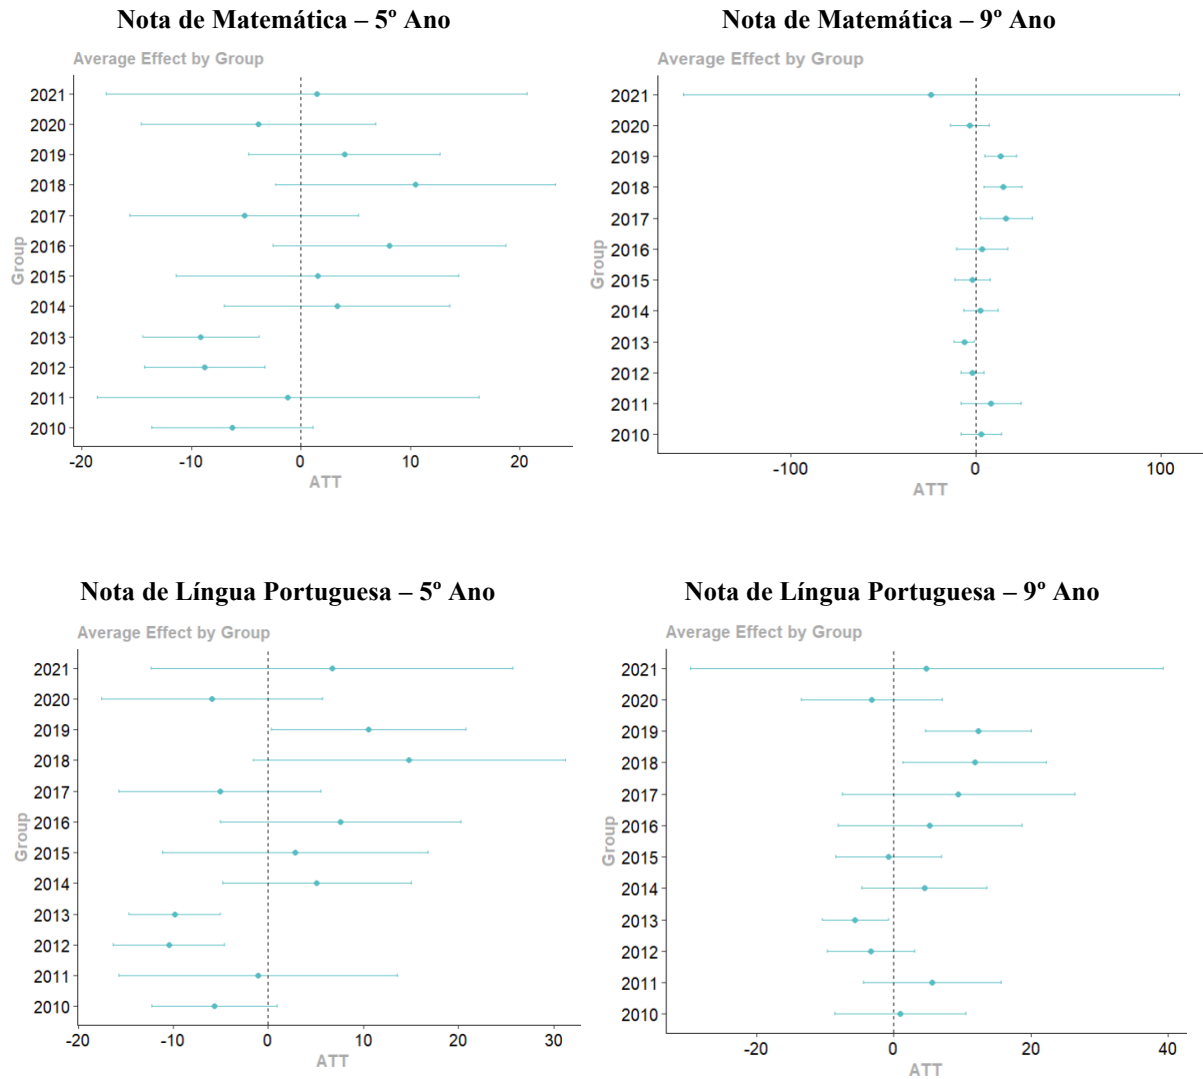 Nota de Matemática – 5º Ano
Average Effect by Group
2021
2020
2019
2018
2017
2016
2015
2014
2013
2012
2011
2010
Group
-20 -10 0 10 20
ATT
Nota de Matemática – 9º Ano
Average Effect by Group
2021
2020
2019
2018
2017
2016
2015
2014
2013
2012
2011
2010
Group
-100 0 100
ATT
Nota de Língua Portuguesa – 5º Ano
Average Effect by Group
2021
2020
2019
2018
2017
2016
2015
2014
2013
2012
2011
2010
Group
-20 -10 0 10 20 30
ATT
Nota de Língua Portuguesa – 9º Ano
Average Effect by Group
2021
2020
2019
2018
2017
2016
2015
2014
2013
2012
2011
2010
Group
-20 0 20 40
ATT